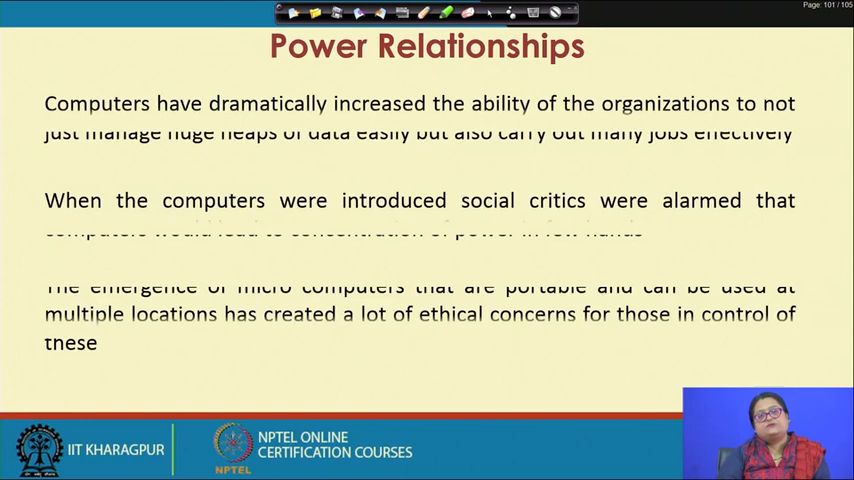 Page: 101 / 105
Power Relationships
Computers have dramatically increased the ability of the organizations to not
just manage huge heaps of data easily but also carry out many jobs effectively
When the computers were introduced social critics were alarmed that
computers would lead to concentration of power in few hands
The emergence of micro computers that are portable and can be used at
multiple locations has created a lot of ethical concerns for those in control of
these
IIT KHARAGPUR
NPTEL
NPTEL ONLINE
CERTIFICATION COURSES